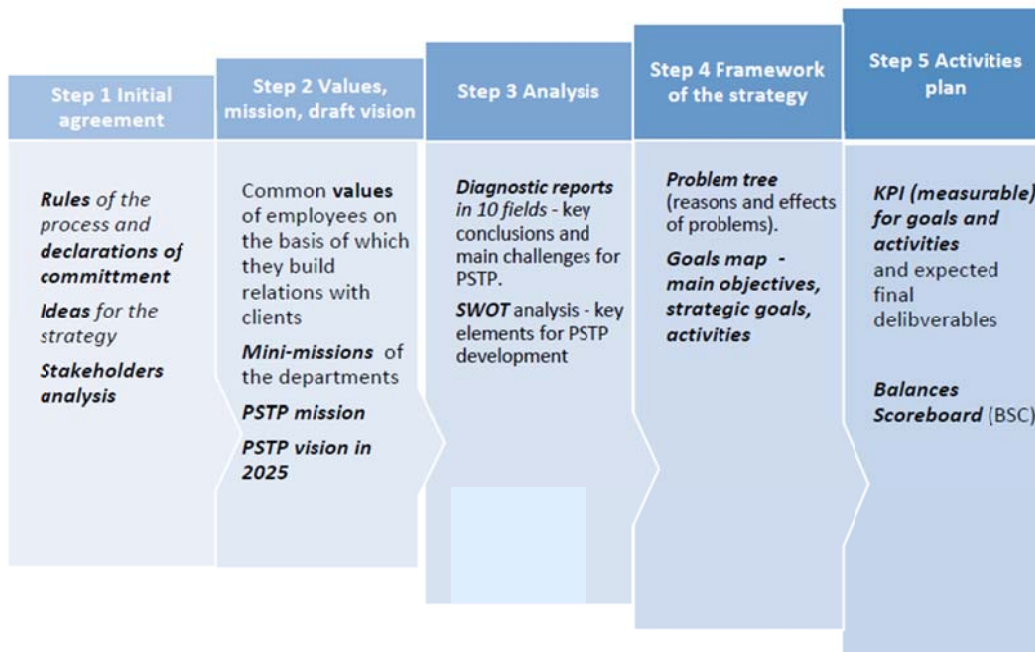 Step 1 Initial
agreement
Rules of the
process and
declarations of
committment
Ideas for the
strategy
Stakeholders
analysis
Step 2 Values,
mission, draft vision
Common values
of employees on
the basis of which
they build
relations with
clients
Mini-missions of
the departments
PSTP mission
PSTP vision in
2025
Step 3 Analysis
Diagnostic reports
in 10 fields - key
conclusions and
main challenges for
PSTP.
SWOT analysis - key
elements for PSTP
development
Step 4 Framework
of the strategy
Problem tree
(reasons and effects
of problems).
Goals map -
main objectives,
strategic goals,
activities
Step 5 Activities
plan
KPI (measurable)
for goals and
activities
and expected
final
delibverables
Balances
Scoreboard (BSC)